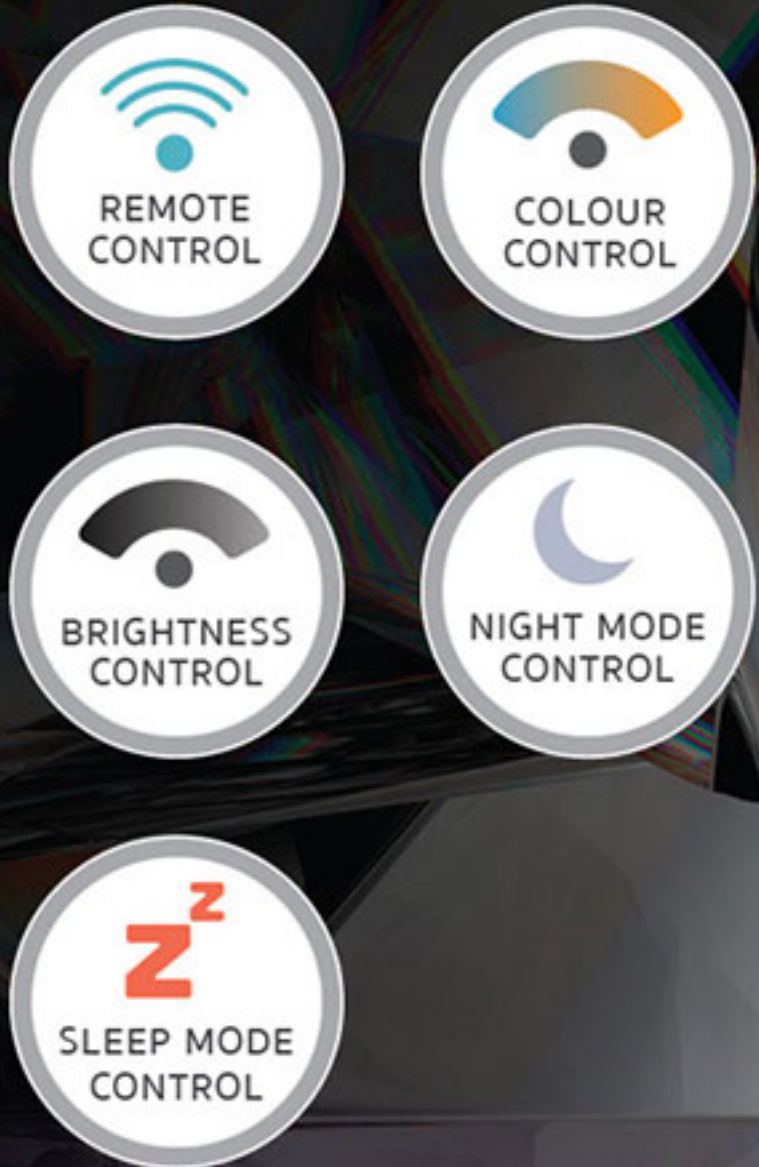 REMOTE
CONTROL
COLOUR
CONTROL
BRIGHTNESS
CONTROL
NIGHT MODE
CONTROL
z
z
SLEEP MODE
CONTROL